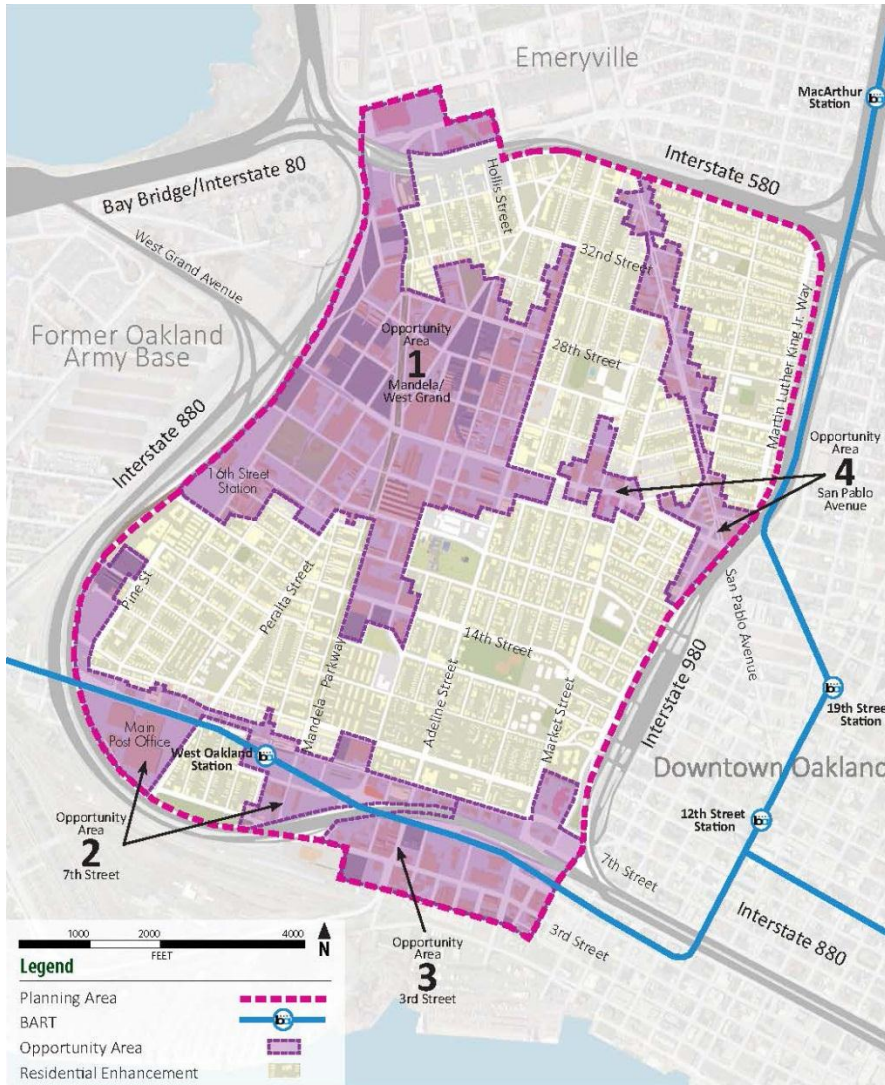 Emeryville
MacArthur
Station
Interstate 580
Hollis Street
Bay Bridge/Interstate 80
West Grand Avenue
32nd Street
Former Oakland
Army Base
Opportunity
Area
1
Mandela/
West Grand
28th Street
Martin Luther King Jr. Way
Interstate 880
Opportunity
Area
4
San Pablo
Avenue
16th Street
Station
Pine St
Peralta Street
Mandela Parkway
14th Street
Adeline Street
Market Street
San Pablo Avenue
Interstate 980
19th Street
Station
Main
Post Office
West Oakland
Station
Downtown Oakland
12th Street
Station
Opportunity
Area
2
7th Street
7th Street
3rd Street
Interstate 880
Opportunity
Area
3
3rd Street
1000 2000 4000
FEET
N
Legend
Planning Area
BART
Opportunity Area
Residential Enhancement